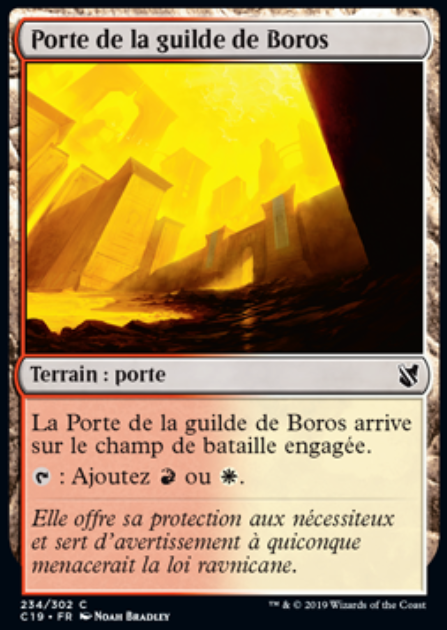 Porte de la guilde de Boros
Terrain : porte
La Porte de la guilde de Boros arrive
sur le champ de bataille engagée.
: Ajoutez ou .
Elle offre sa protection aux nécessiteux
et sert d'avertissement à quiconque
menacerait la loi ravnicane.
234/302 C
C19 • FR Noah Bradley
™ & © 2019 Wizards of the Coast